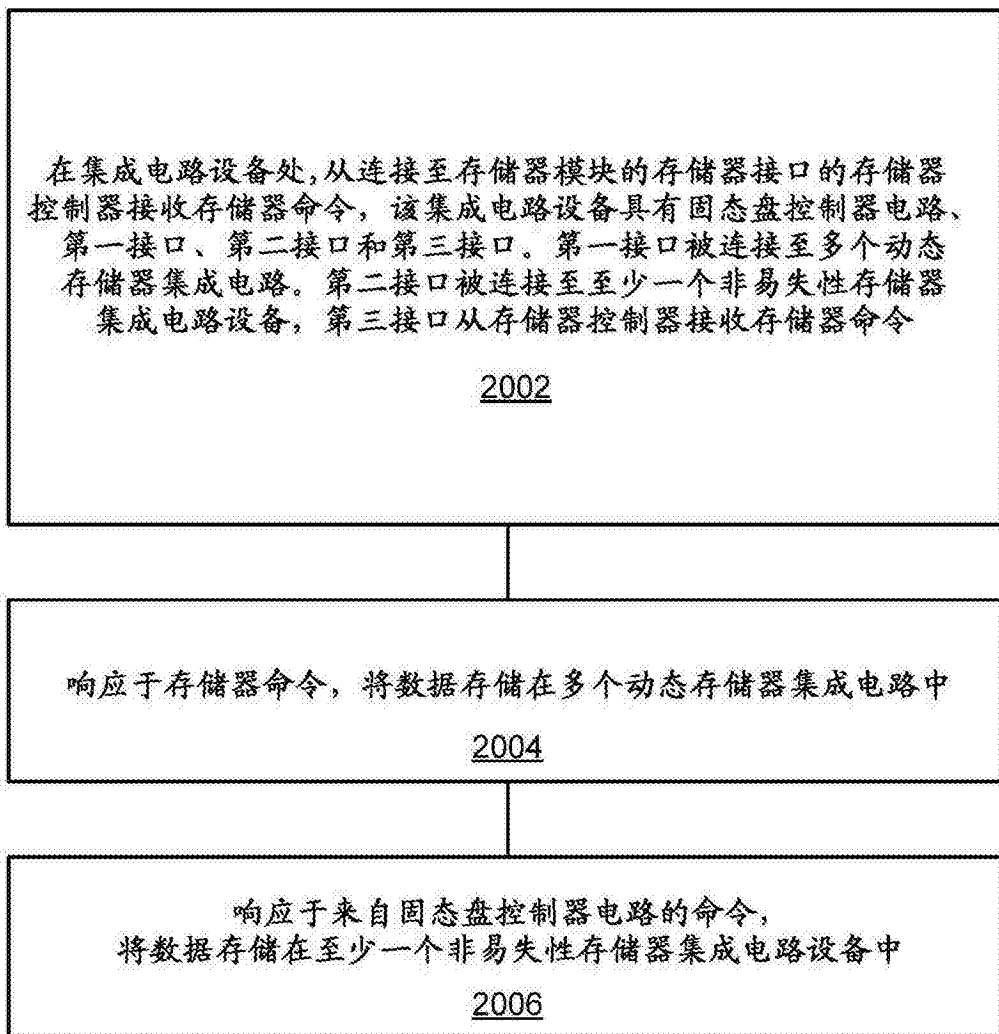 在集成电路设备处,从连接至存储器模块的存储器接口的存储器
控制器接收存储器命令，该集成电路设备具有固态盘控制器电路、
第一接口、第二接口和第三接口。第一接口被连接至多个动态
存储器集成电路。第二接口被连接至至少一个非易失性存储器
集成电路设备，第三接口从存储器控制器接收存储器命令
2002
响应于存储器命令，将数据存储在多个动态存储器集成电路中
2004
响应于来自固态盘控制器电路的命令，
将数据存储在至少一个非易失性存储器集成电路设备中
2006